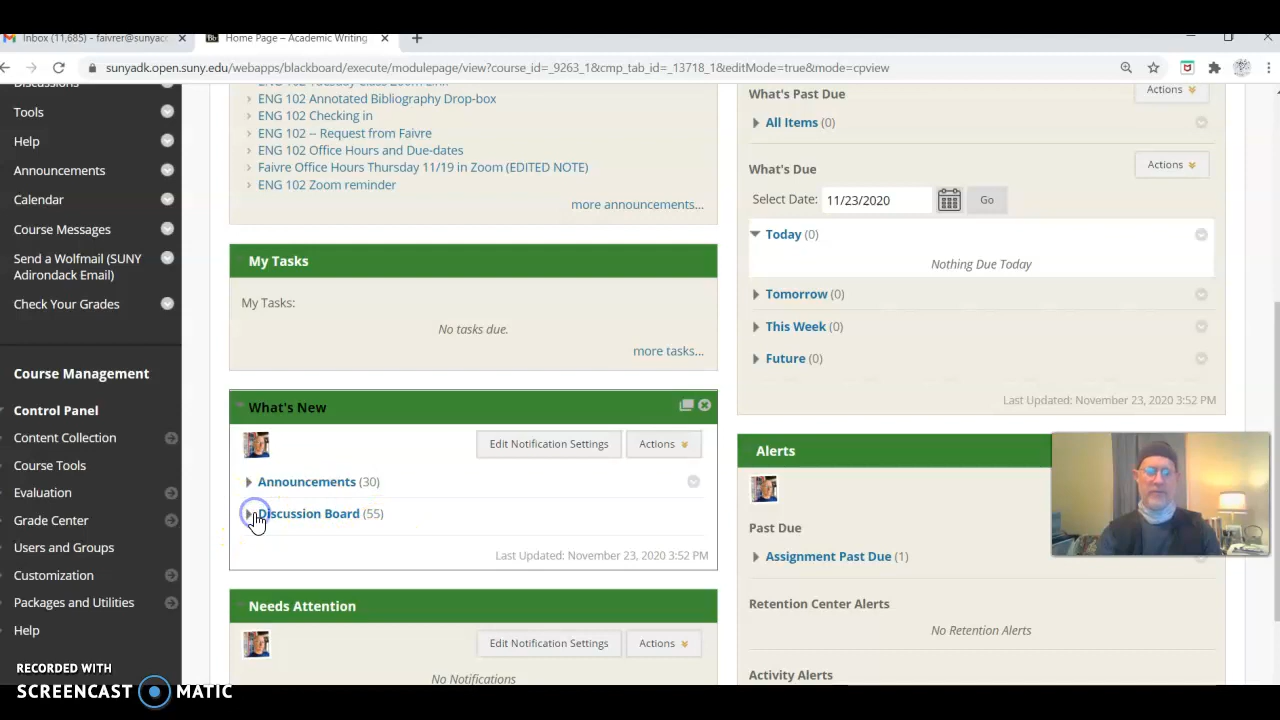 Inbox (11,685) - faivrer@sunyac
Home Page – Academic Writing
sunyadk.open.suny.edu/webapps/blackboard/execute/modulepage/view?course_id=_9263_1&cmp_tab_id=_13718_1&editMode=true&mode=cpview
Discussions
Tools
Help
Announcements
Calendar
Course Messages
Send a Wolfmail (SUNY
Adirondack Email)
Check Your Grades
Course Management
Control Panel
Content Collection
Course Tools
Evaluation
Grade Center
Users and Groups
Customization
Packages and Utilities
Help
RECORDED WITH
SCREENCAST MATIC
ENG 102 Tuesday Class Zoom Link
ENG 102 Annotated Bibliography Drop-box
ENG 102 Checking in
ENG 102 -- Request from Faivre
ENG 102 Office Hours and Due-dates
Faivre Office Hours Thursday 11/19 in Zoom (EDITED NOTE)
ENG 102 Zoom reminder
more announcements...
My Tasks
My Tasks:
No tasks due.
more tasks...
What's New
Edit Notification Settings
Actions
Announcements (30)
Discussion Board (55)
Last Updated: November 23, 2020 3:52 PM
Needs Attention
Edit Notification Settings
Actions
No Notifications
What's Past Due
Actions
All Items (0)
What's Due
Actions
Select Date: 11/23/2020 Go
Today (0)
Nothing Due Today
Tomorrow (0)
This Week (0)
Future (0)
Last Updated: November 23, 2020 3:52 PM
Alerts
Past Due
Assignment Past Due (1)
Retention Center Alerts
No Retention Alerts
Activity Alerts